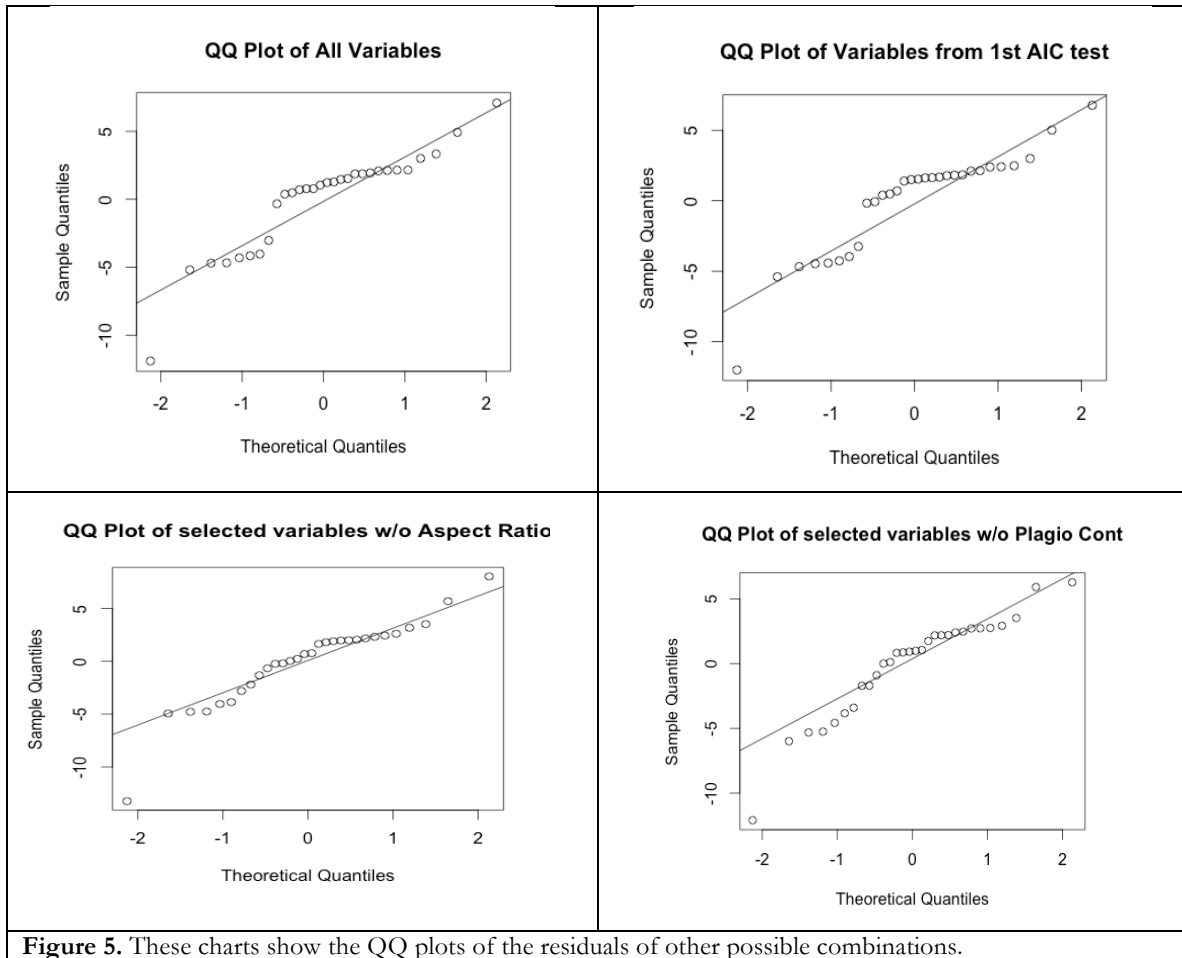 QQ Plot of All Variables
Sample Quantiles
5
0
-5
-10
-2 -1 0 1 2
Theoretical Quantiles
QQ Plot of Variables from 1st AIC test
Sample Quantiles
5
0
-5
-10
-2 -1 0 1 2
Theoretical Quantiles
QQ Plot of selected variables w/o Aspect Ratio
Sample Quantiles
5
0
-5
-10
-2 -1 0 1 2
Theoretical Quantiles
QQ Plot of selected variables w/o Plagio Cont
Sample Quantiles
5
0
-5
-10
-2 -1 0 1 2
Theoretical Quantiles
Figure 5. These charts show the QQ plots of the residuals of other possible combinations.